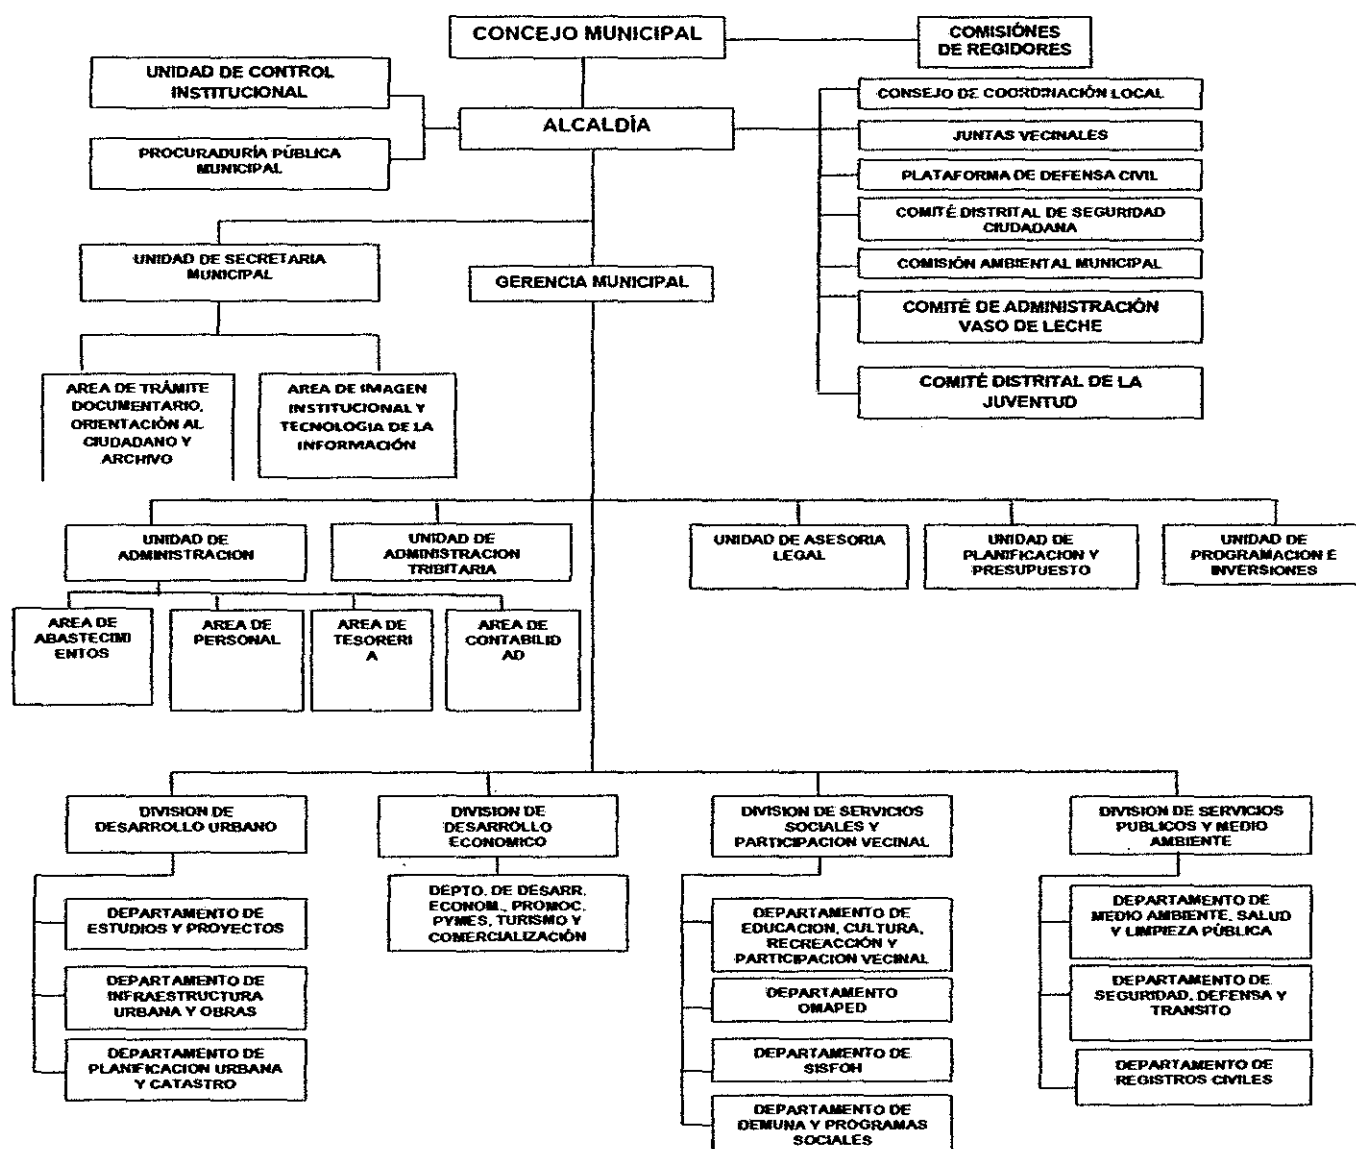 CONCEJO MUNICIPAL
COMISIÓNES
DE REGIDORES
UNIDAD DE CONTROL
INSTITUCIONAL
ALCALDÍA
PROCURADURÍA PÚBLICA
MUNICIPAL
CONSEJO DE COORDINACIÓN LOCAL
JUNTAS VECINALES
PLATAFORMA DE DEFENSA CIVIL
COMITÉ DISTRITAL DE SEGURIDAD
CIUDADANA
COMISIÓN AMBIENTAL MUNICIPAL
COMITÉ DE ADMINISTRACIÓN
VASO DE LECHE
COMITÉ DISTRITAL DE LA
JUVENTUD
UNIDAD DE SECRETARIA
MUNICIPAL
GERENCIA MUNICIPAL
AREA DE TRÁMITE
DOCUMENTARIO,
ORIENTACIÓN AL
CIUDADANO Y
ARCHIVO
AREA DE IMAGEN
INSTITUCIONAL Y
TECNOLOGIA DE LA
INFORMACIÓN
UNIDAD DE
ADMINISTRACION
UNIDAD DE
ADMINISTRACION
TRIBUTARIA
UNIDAD DE ASESORIA
LEGAL
UNIDAD DE
PLANIFICACION Y
PRESUPUESTO
UNIDAD DE
PROGRAMACION E
INVERSIONES
AREA DE
ABASTECIMI
ENTOS
AREA DE
PERSONAL
AREA DE
TESORERI
A
AREA DE
CONTABILID
AD
DIVISION DE
DESARROLLO URBANO
DIVISION DE
DESARROLLO
ECONOMICO
DIVISION DE SERVICIOS
SOCIALES Y
PARTICIPACION VECINAL
DIVISION DE SERVICIOS
PUBLICOS Y MEDIO
AMBIENTE
DEPARTAMENTO DE
ESTUDIOS Y PROYECTOS
DEPARTAMENTO DE
INFRAESTRUCTURA
URBANA Y OBRAS
DEPARTAMENTO DE
PLANIFICACION URBANA
Y CATASTRO
DEPTO. DE DESARR.
ECONOM., PROMOC.
PYMES, TURISMO Y
COMERCIALIZACIÓN
DEPARTAMENTO DE
EDUCACION, CULTURA,
RECREACCIÓN Y
PARTICIPACION VECINAL
DEPARTAMENTO
OMAPED
DEPARTAMENTO DE
SISFOH
DEPARTAMENTO DE
DEMUNA Y PROGRAMAS
SOCIALES
DEPARTAMENTO DE
MEDIO AMBIENTE, SALUD
Y LIMPIEZA PÚBLICA
DEPARTAMENTO DE
SEGURIDAD, DEFENSA Y
TRANSITO
DEPARTAMENTO DE
REGISTROS CIVILES